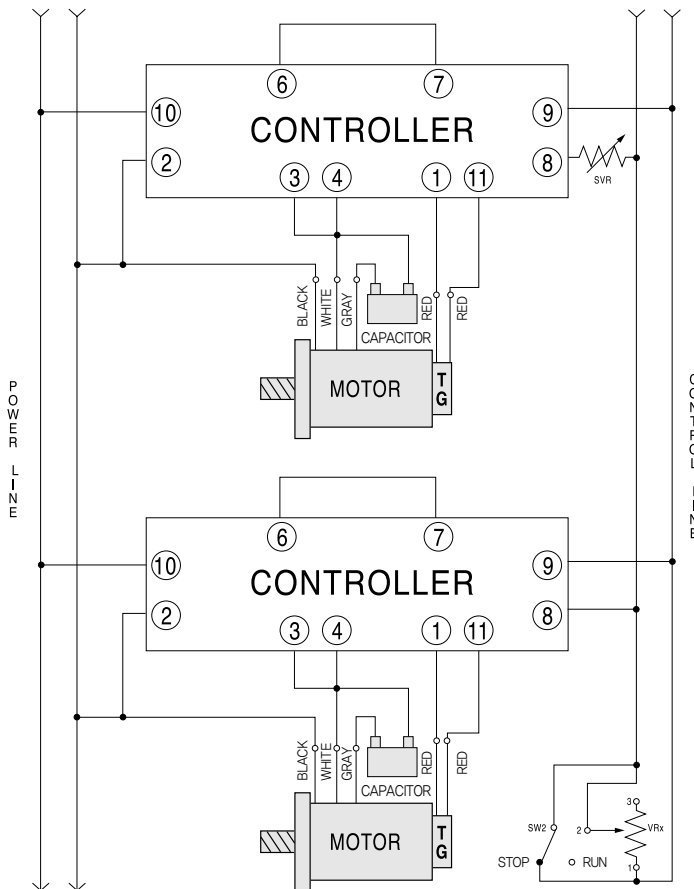 6 7
10 CONTROLLER 9
2 8
3 4 1 11
SVR
BLACK WHITE GRAY RED RED
CAPACITOR
MOTOR TG
POWER LINE
CONTROL LINE
6 7
10 CONTROLLER 9
2 8
3 4 1 11
BLACK WHITE GRAY RED RED
CAPACITOR
MOTOR TG
3
SW2 2 VRx
STOP RUN
1